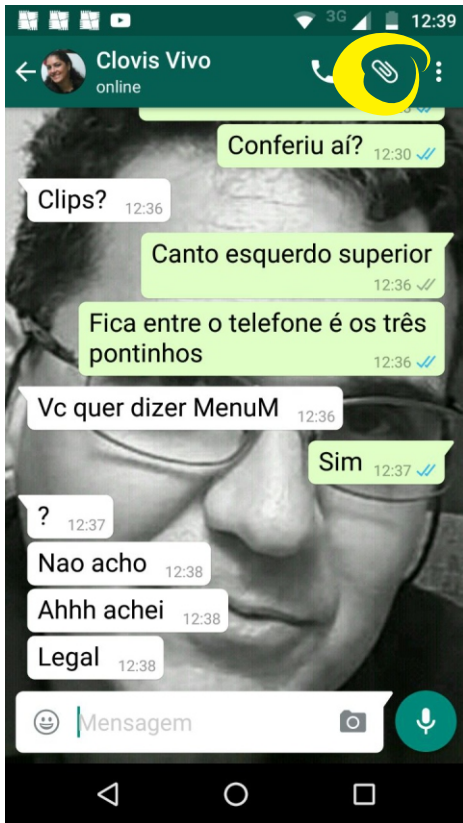 3G 12:39
Clovis Vivo
online
Conferiu aí? 12:30
Clips? 12:36
Canto esquerdo superior
12:36
Fica entre o telefone é os três
pontinhos 12:36
Vc quer dizer MenuM 12:36
Sim 12:37
? 12:37
Nao acho 12:38
Ahhh achei 12:38
Legal 12:38
Mensagem